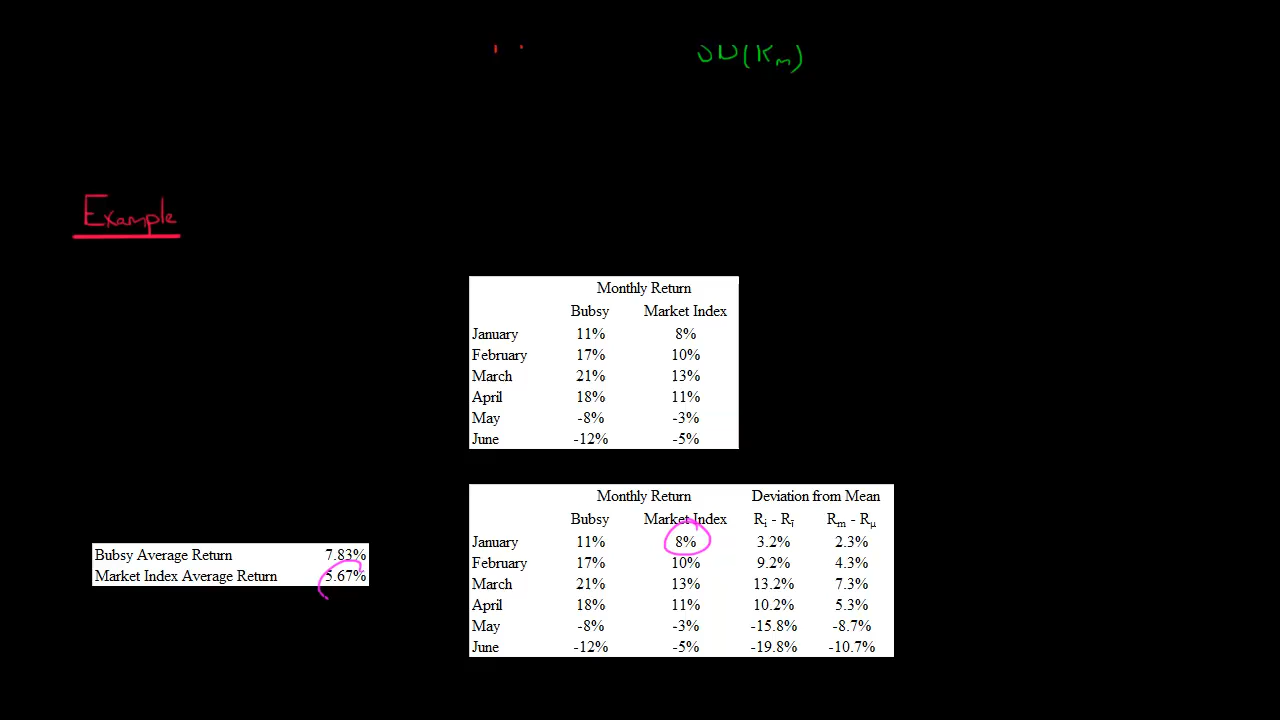 SD(Rm)
Example
Monthly Return
Bubsy Market Index
January 11% 8%
February 17% 10%
March 21% 13%
April 18% 11%
May -8% -3%
June -12% -5%
Monthly Return Deviation from Mean
Bubsy Market Index Ri - Rī Rm - Rμ
January 11% 8% 3.2% 2.3%
February 17% 10% 9.2% 4.3%
March 21% 13% 13.2% 7.3%
April 18% 11% 10.2% 5.3%
May -8% -3% -15.8% -8.7%
June -12% -5% -19.8% -10.7%
Bubsy Average Return 7.83%
Market Index Average Return 5.67%